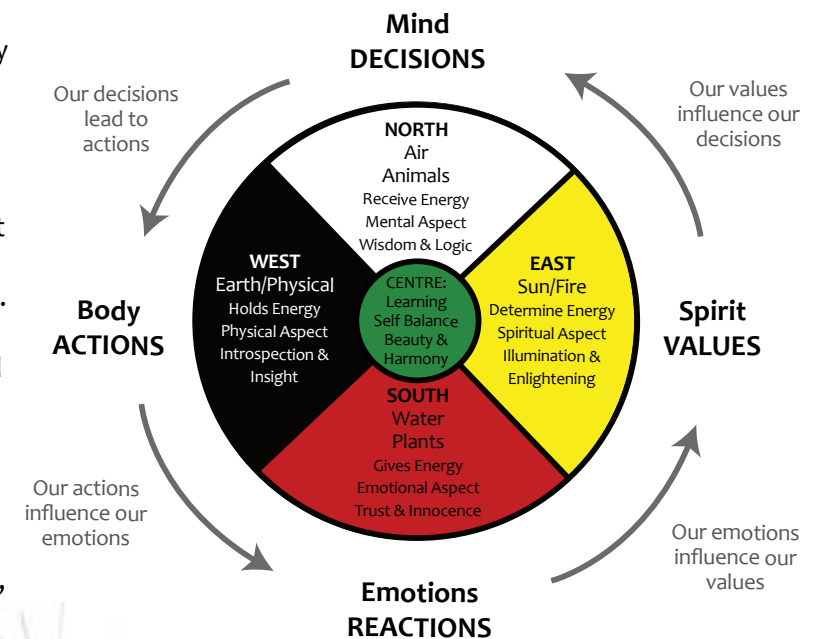 Mind
DECISIONS
Our decisions
lead to
actions
Our values
influence our
decisions
NORTH
Air
Animals
Receive Energy
Mental Aspect
Wisdom & Logic
WEST
Earth/Physical
Holds Energy
Physical Aspect
Introspection &
Insight
CENTRE:
Learning
Self Balance
Beauty &
Harmony
EAST
Sun/Fire
Determine Energy
Spiritual Aspect
Illumination &
Enlightening
Body
ACTIONS
Spirit
VALUES
SOUTH
Water
Plants
Gives Energy
Emotional Aspect
Trust & Innocence
Our actions
influence our
emotions
Our emotions
influence our
values
Emotions
REACTIONS